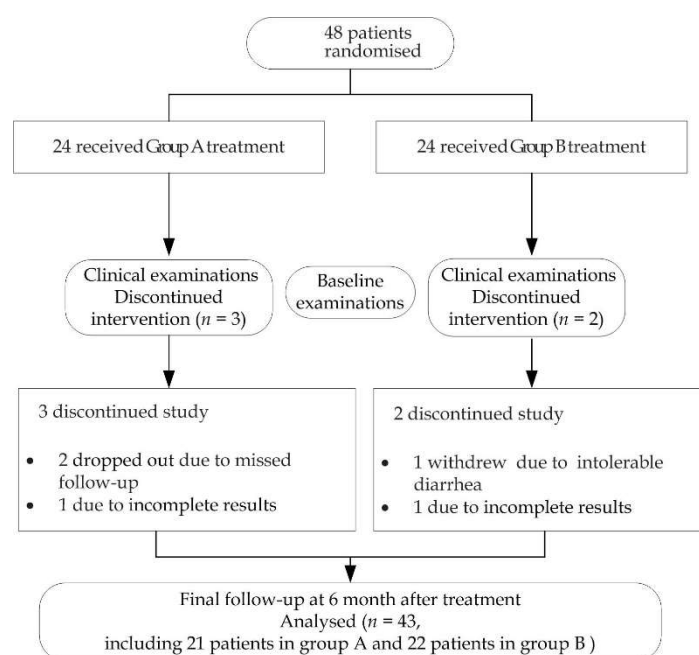 48 patients
randomised
24 received Group A treatment
24 received Group B treatment
Clinical examinations
Discontinued
intervention (n = 3)
Baseline
examinations
Clinical examinations
Discontinued
intervention (n = 2)
3 discontinued study
• 2 dropped out due to missed
follow-up
• 1 due to incomplete results
2 discontinued study
• 1 withdrew due to intolerable
diarrhea
• 1 due to incomplete results
Final follow-up at 6 month after treatment
Analysed (n = 43,
including 21 patients in group A and 22 patients in group B )